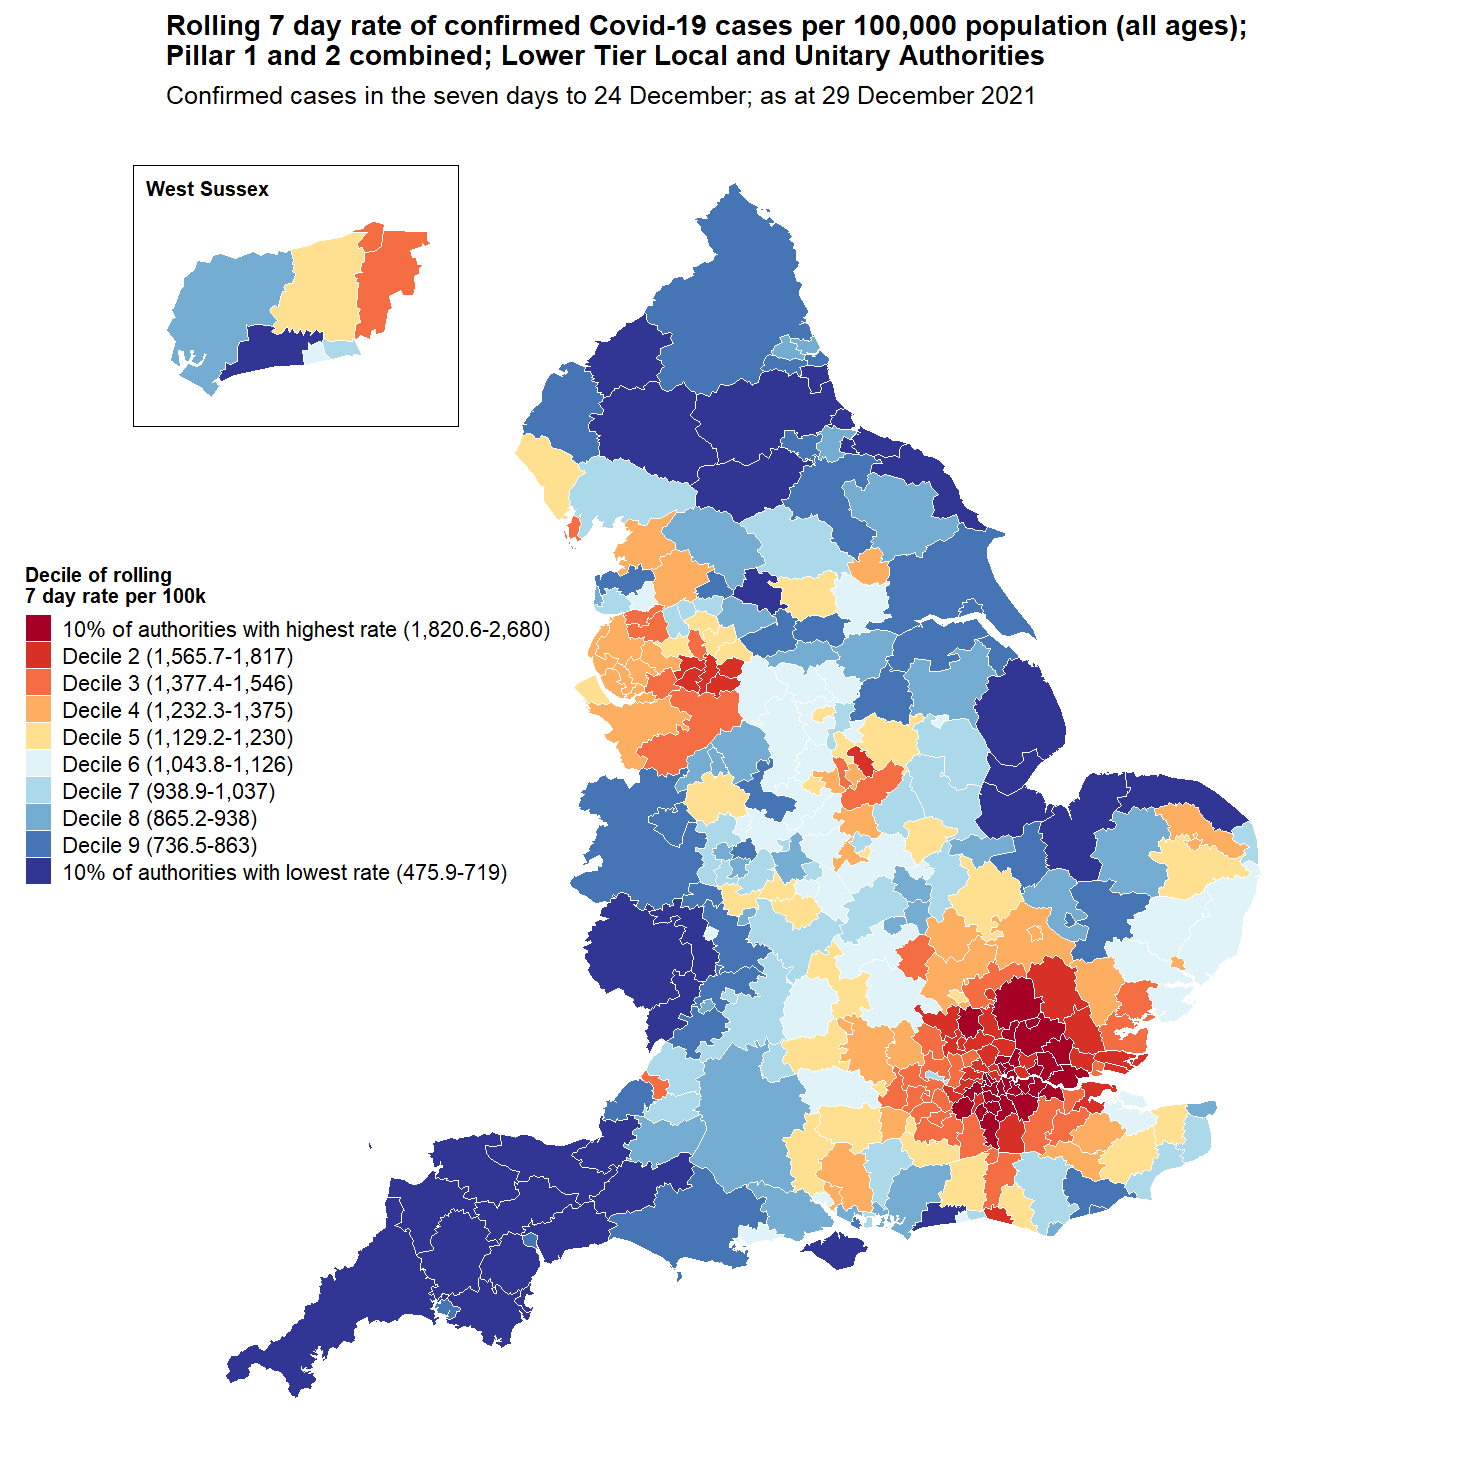 Rolling 7 day rate of confirmed Covid-19 cases per 100,000 population (all ages);
Pillar 1 and 2 combined; Lower Tier Local and Unitary Authorities
Confirmed cases in the seven days to 24 December; as at 29 December 2021
West Sussex
Decile of rolling
7 day rate per 100k
10% of authorities with highest rate (1,820.6-2,680)
Decile 2 (1,565.7-1,817)
Decile 3 (1,377.4-1,546)
Decile 4 (1,232.3-1,375)
Decile 5 (1,129.2-1,230)
Decile 6 (1,043.8-1,126)
Decile 7 (938.9-1,037)
Decile 8 (865.2-938)
Decile 9 (736.5-863)
10% of authorities with lowest rate (475.9-719)